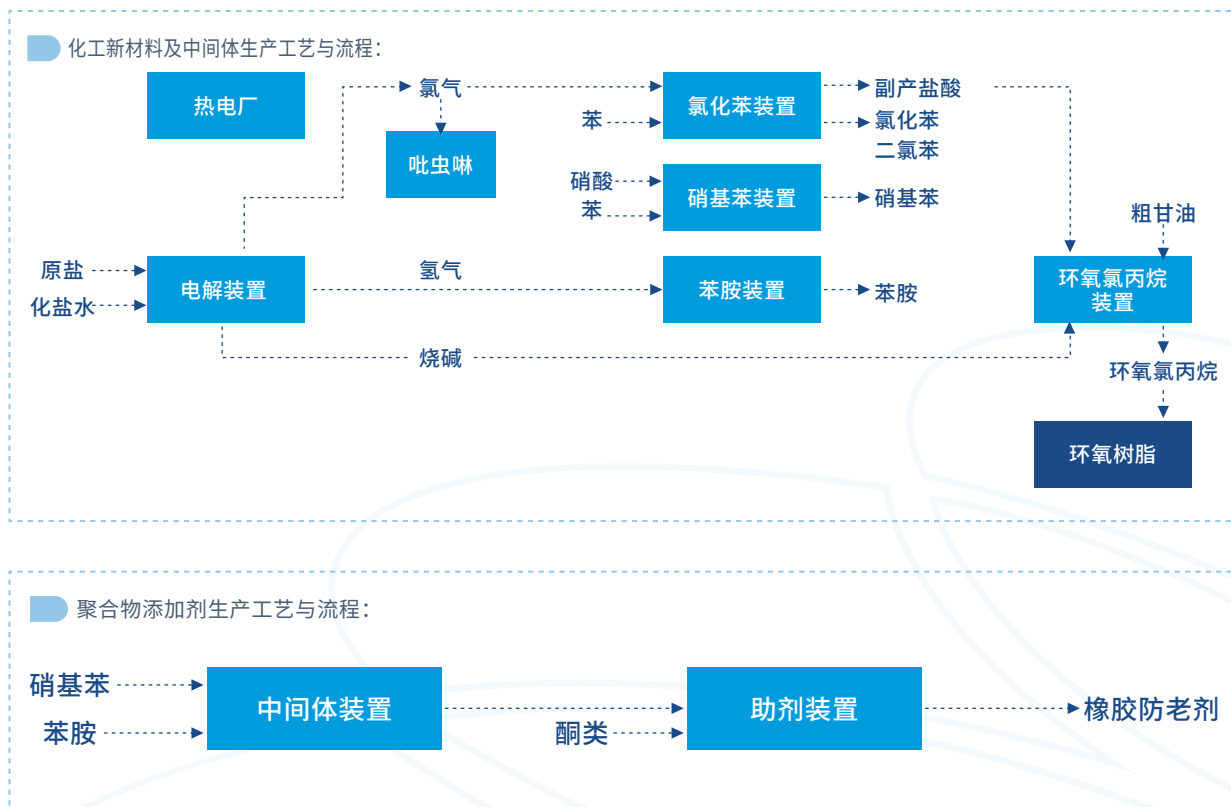 化工新材料及中间体生产工艺与流程：
热电厂
氯气
氯化苯装置
副产盐酸
苯
氯化苯
二氯苯
吡虫啉
硝酸
苯
硝基苯装置
硝基苯
粗甘油
原盐
化盐水
电解装置
氢气
苯胺装置
苯胺
环氧氯丙烷
装置
烧碱
环氧氯丙烷
环氧树脂
聚合物添加剂生产工艺与流程：
硝基苯
苯胺
中间体装置
酮类
助剂装置
橡胶防老剂